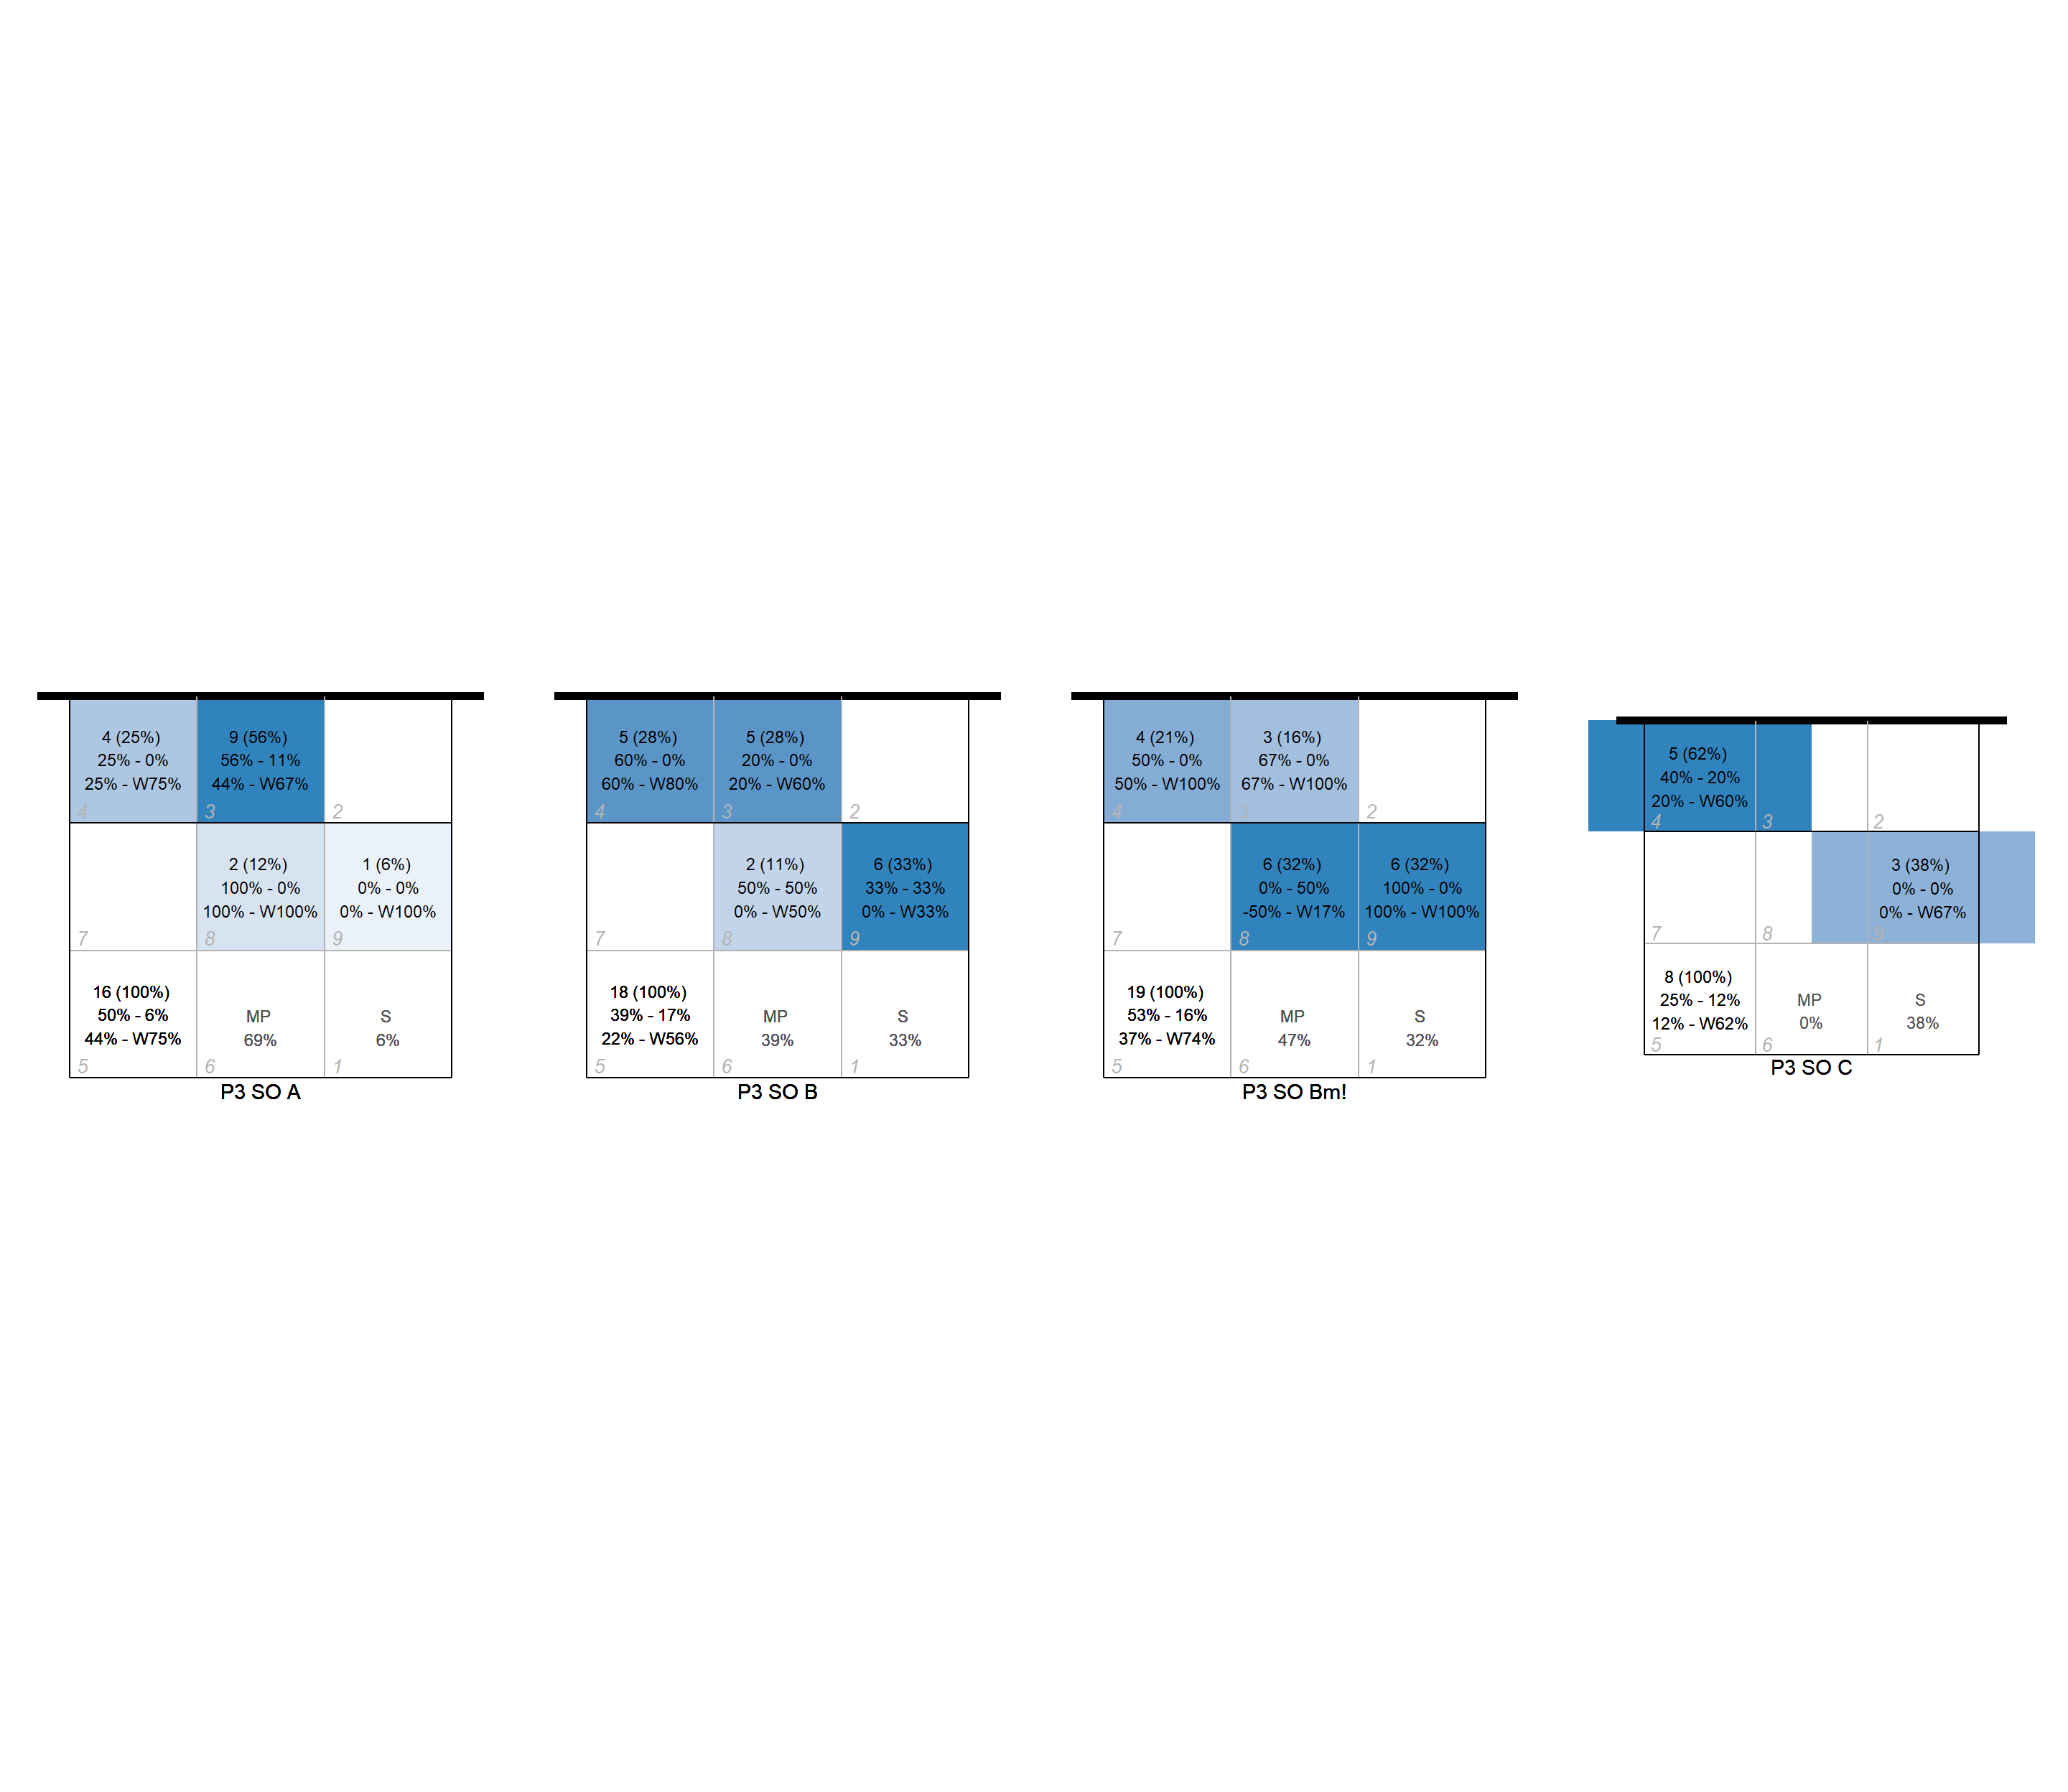 4 (25%)
25% - 0%
25% - W75%
4
9 (56%)
56% - 11%
44% - W67%
3
2
7
2 (12%)
100% - 0%
100% - W100%
8
1 (6%)
0% - 0%
0% - W100%
9
16 (100%)
50% - 6%
44% - W75%
5
MP
69%
6
S
6%
1
P3 SO A
5 (28%)
60% - 0%
60% - W80%
4
5 (28%)
20% - 0%
20% - W60%
3
2
7
2 (11%)
50% - 50%
0% - W50%
8
6 (33%)
33% - 33%
0% - W33%
9
18 (100%)
39% - 17%
22% - W56%
5
MP
39%
6
S
33%
1
P3 SO B
4 (21%)
50% - 0%
50% - W100%
4
3 (16%)
67% - 0%
67% - W100%
3
2
7
6 (32%)
0% - 50%
-50% - W17%
8
6 (32%)
100% - 0%
100% - W100%
9
19 (100%)
53% - 16%
37% - W74%
5
MP
47%
6
S
32%
1
P3 SO Bm!
5 (62%)
40% - 20%
20% - W60%
4
3
2
7
8
3 (38%)
0% - 0%
0% - W67%
9
8 (100%)
25% - 12%
12% - W62%
5
MP
0%
6
S
38%
1
P3 SO C